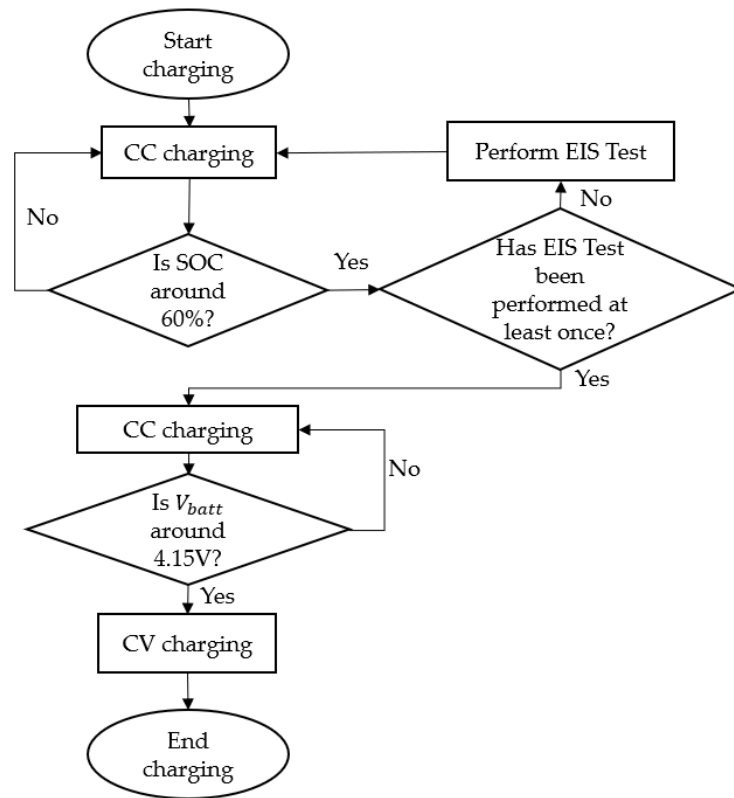 Start
charging
CC charging
Perform EIS Test
No
No
Is SOC
around
60%?
Yes
Has EIS Test
been
performed at
least once?
Yes
CC charging
No
Is V_batt
around
4.15V?
Yes
CV charging
End
charging